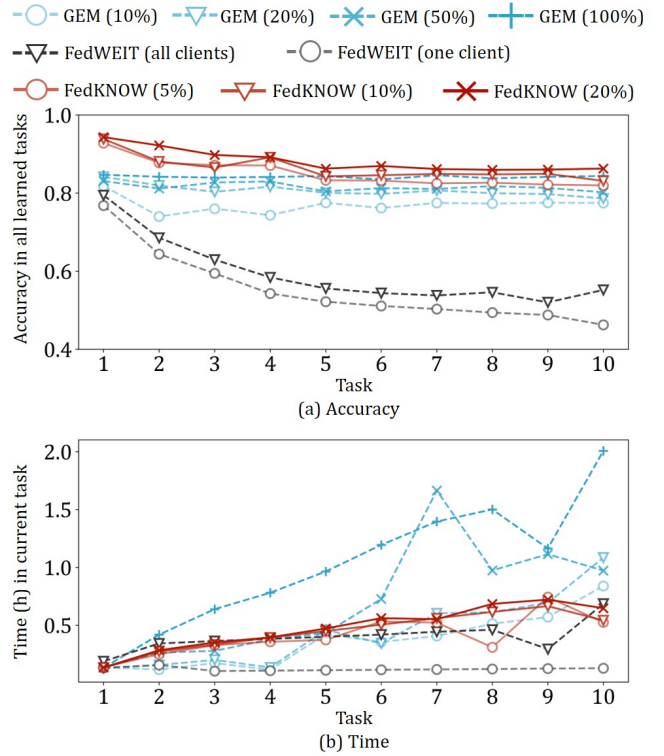 GEM (10%) GEM (20%) GEM (50%) GEM (100%)
FedWEIT (all clients) FedWEIT (one client)
FedKNOW (5%) FedKNOW (10%) FedKNOW (20%)
Accuracy in all learned tasks
1.0
0.8
0.6
0.4
1 2 3 4 5 6 7 8 9 10
Task
(a) Accuracy
Time (h) in current task
2.0
1.5
1.0
0.5
1 2 3 4 5 6 7 8 9 10
Task
(b) Time